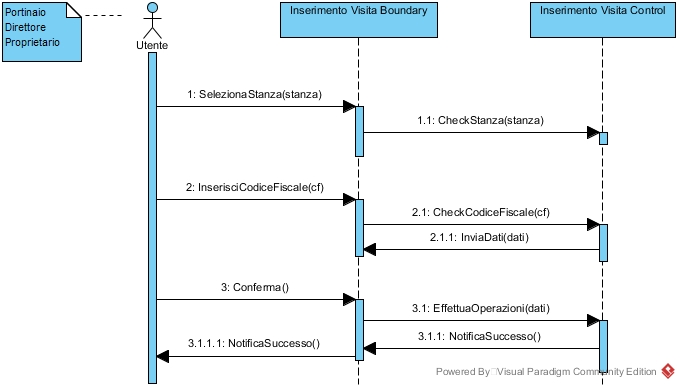 Portinaio
Direttore
Proprietario
Utente
Inserimento Visita Boundary
Inserimento Visita Control
1: SelezionaStanza(stanza)
1.1: CheckStanza(stanza)
2: InserisciCodiceFiscale(cf)
2.1: CheckCodiceFiscale(cf)
2.1.1: InviaDati(dati)
3: Conferma()
3.1: EffettuaOperazioni(dati)
3.1.1: NotificaSuccesso()
3.1.1.1: NotificaSuccesso()
Powered By Visual Paradigm Community Edition